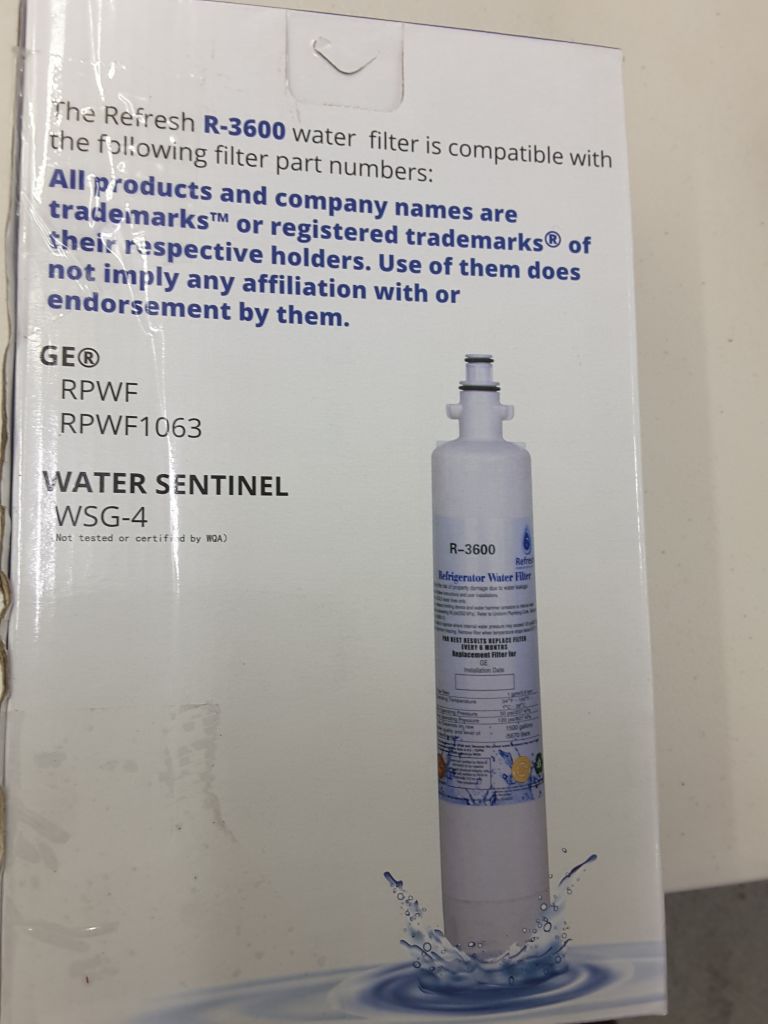 The Refresh R-3600 water filter is compatible with
the following filter part numbers:
All products and company names are
trademarks™ or registered trademarks® of
their respective holders. Use of them does
not imply any affiliation with or
endorsement by them.
GE®
RPWF
RPWF1063
WATER SENTINEL
WSG-4
(Not tested or certified by WQA)
R-3600
Refresh
Refrigerator Water Filter
FOR BEST RESULTS REPLACE FILTER
EVERY 6 MONTHS
Replacement Filter for
GE
Installation Date